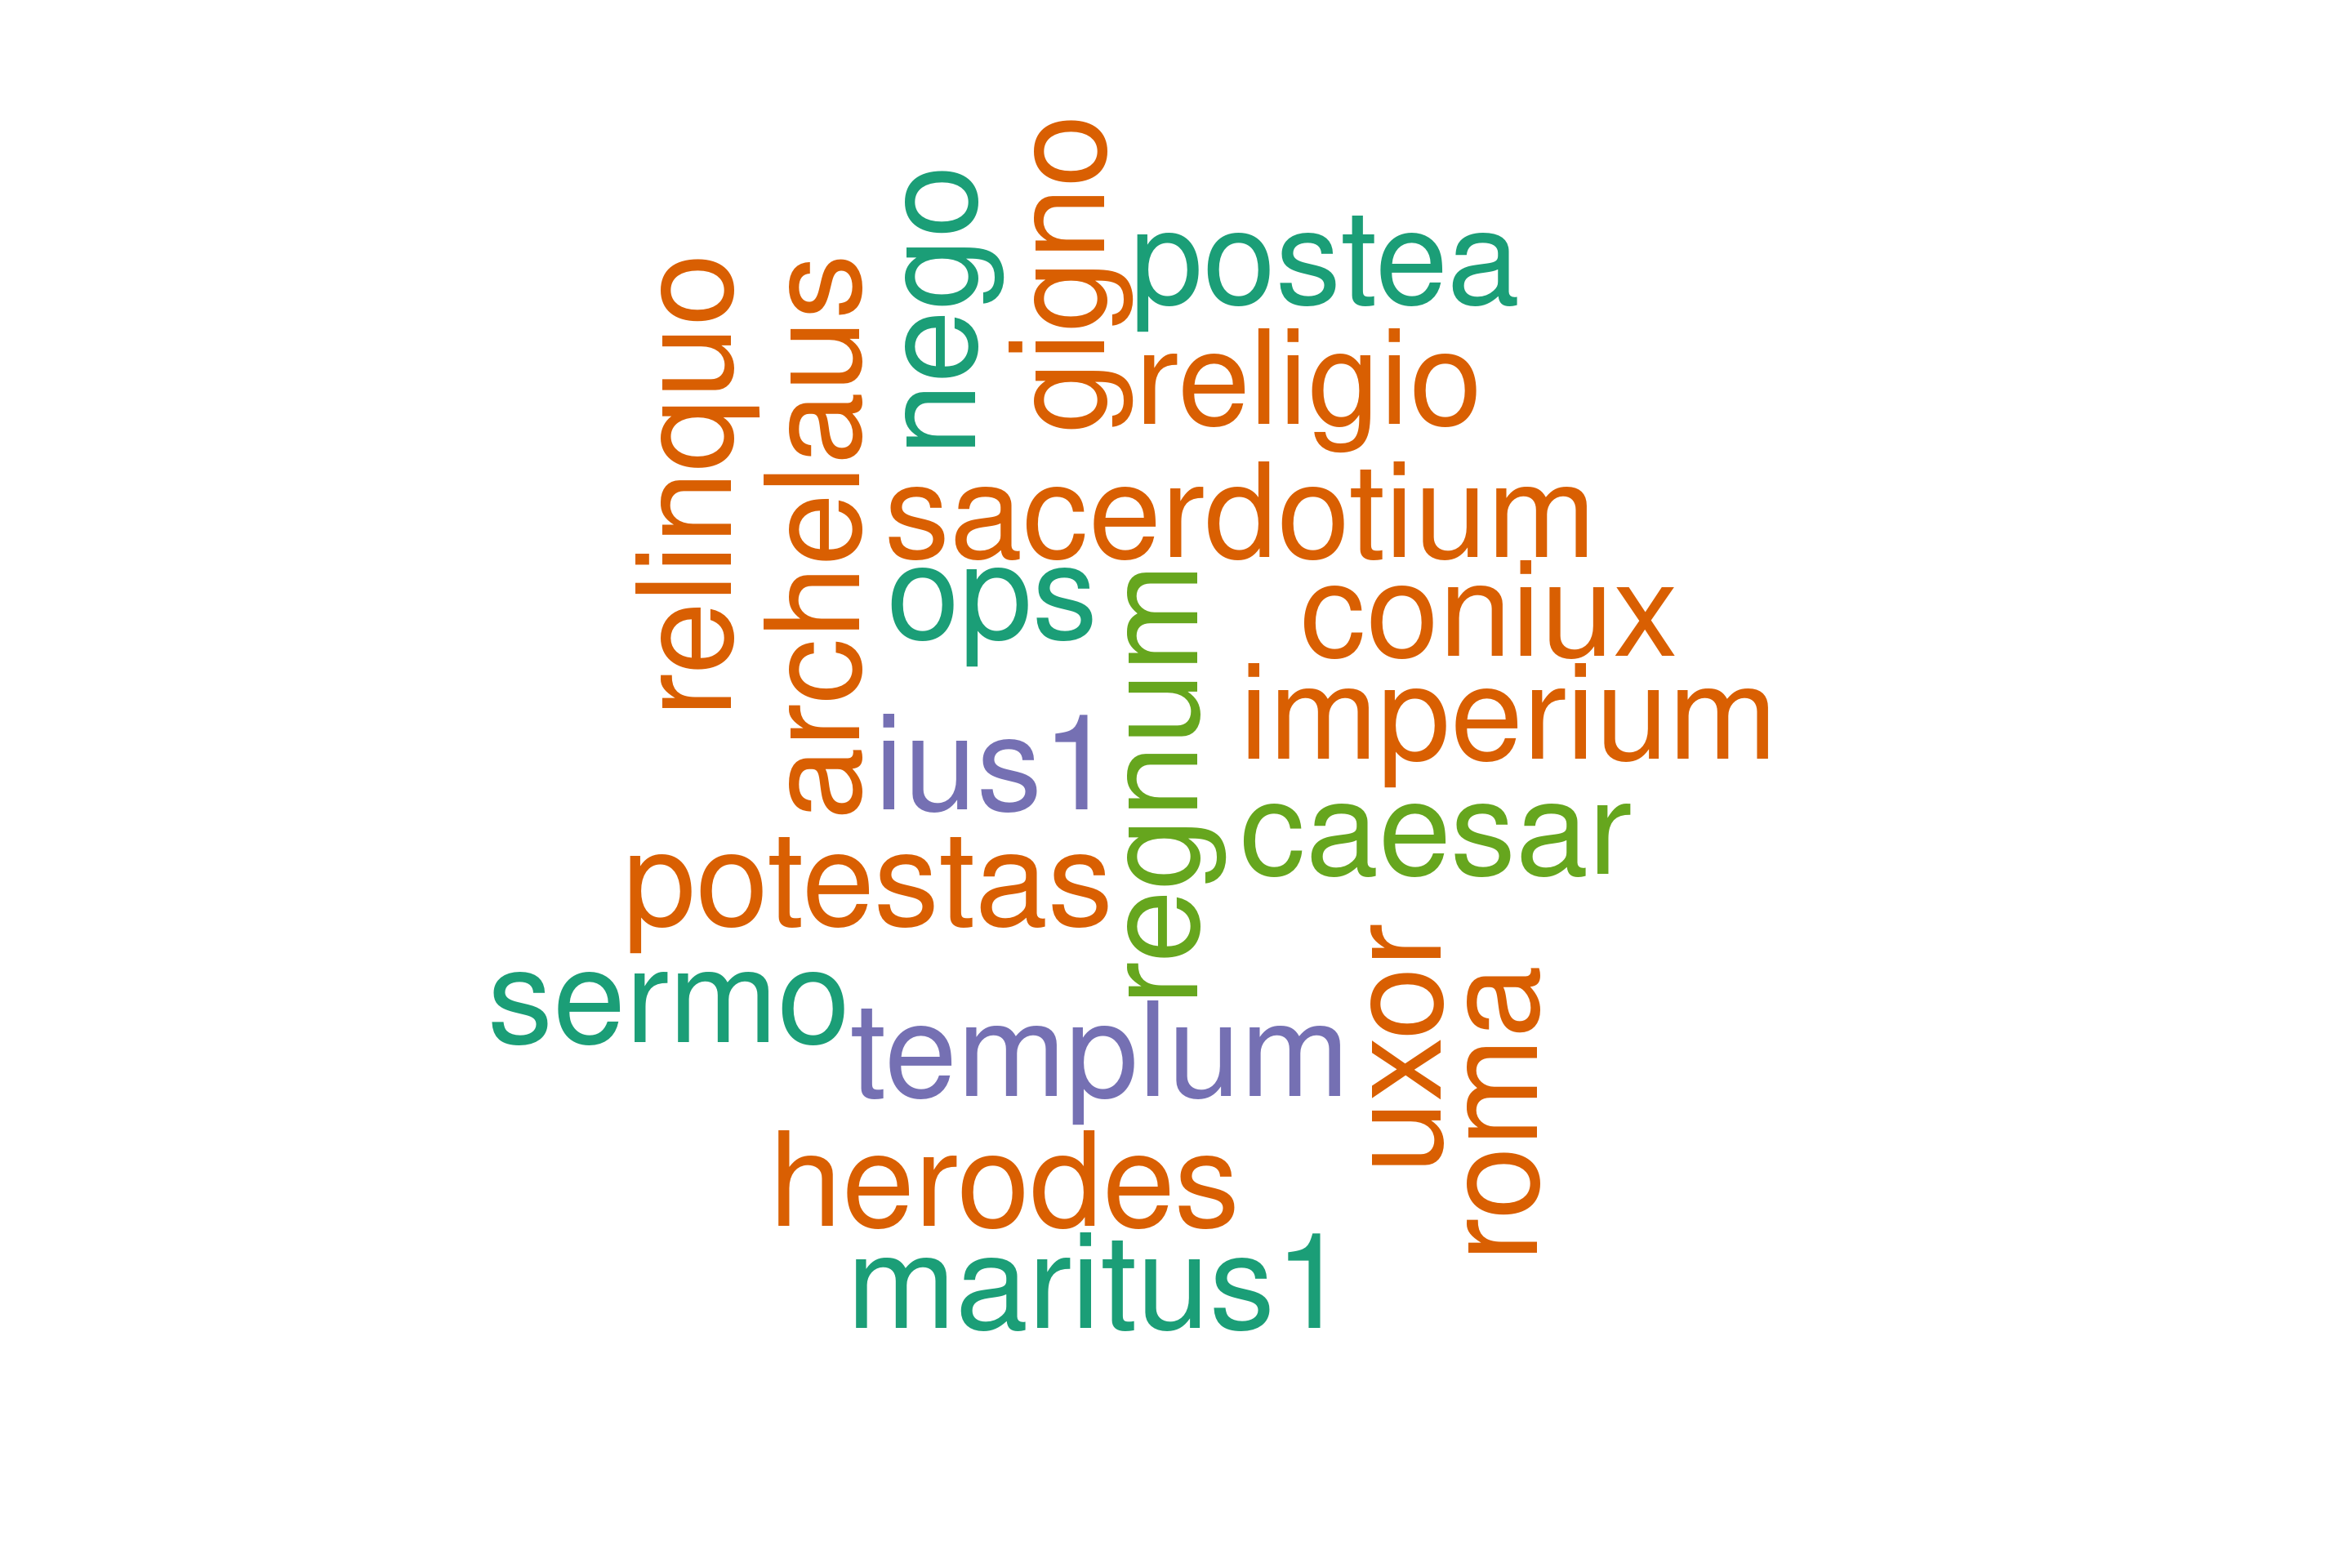 relinquo
archelaus
nego
gigno
postea
religio
sacerdotium
ops
coniux
imperium
ius1
regnum
caesar
potestas
sermo
templum
uxor
roma
herodes
maritus1